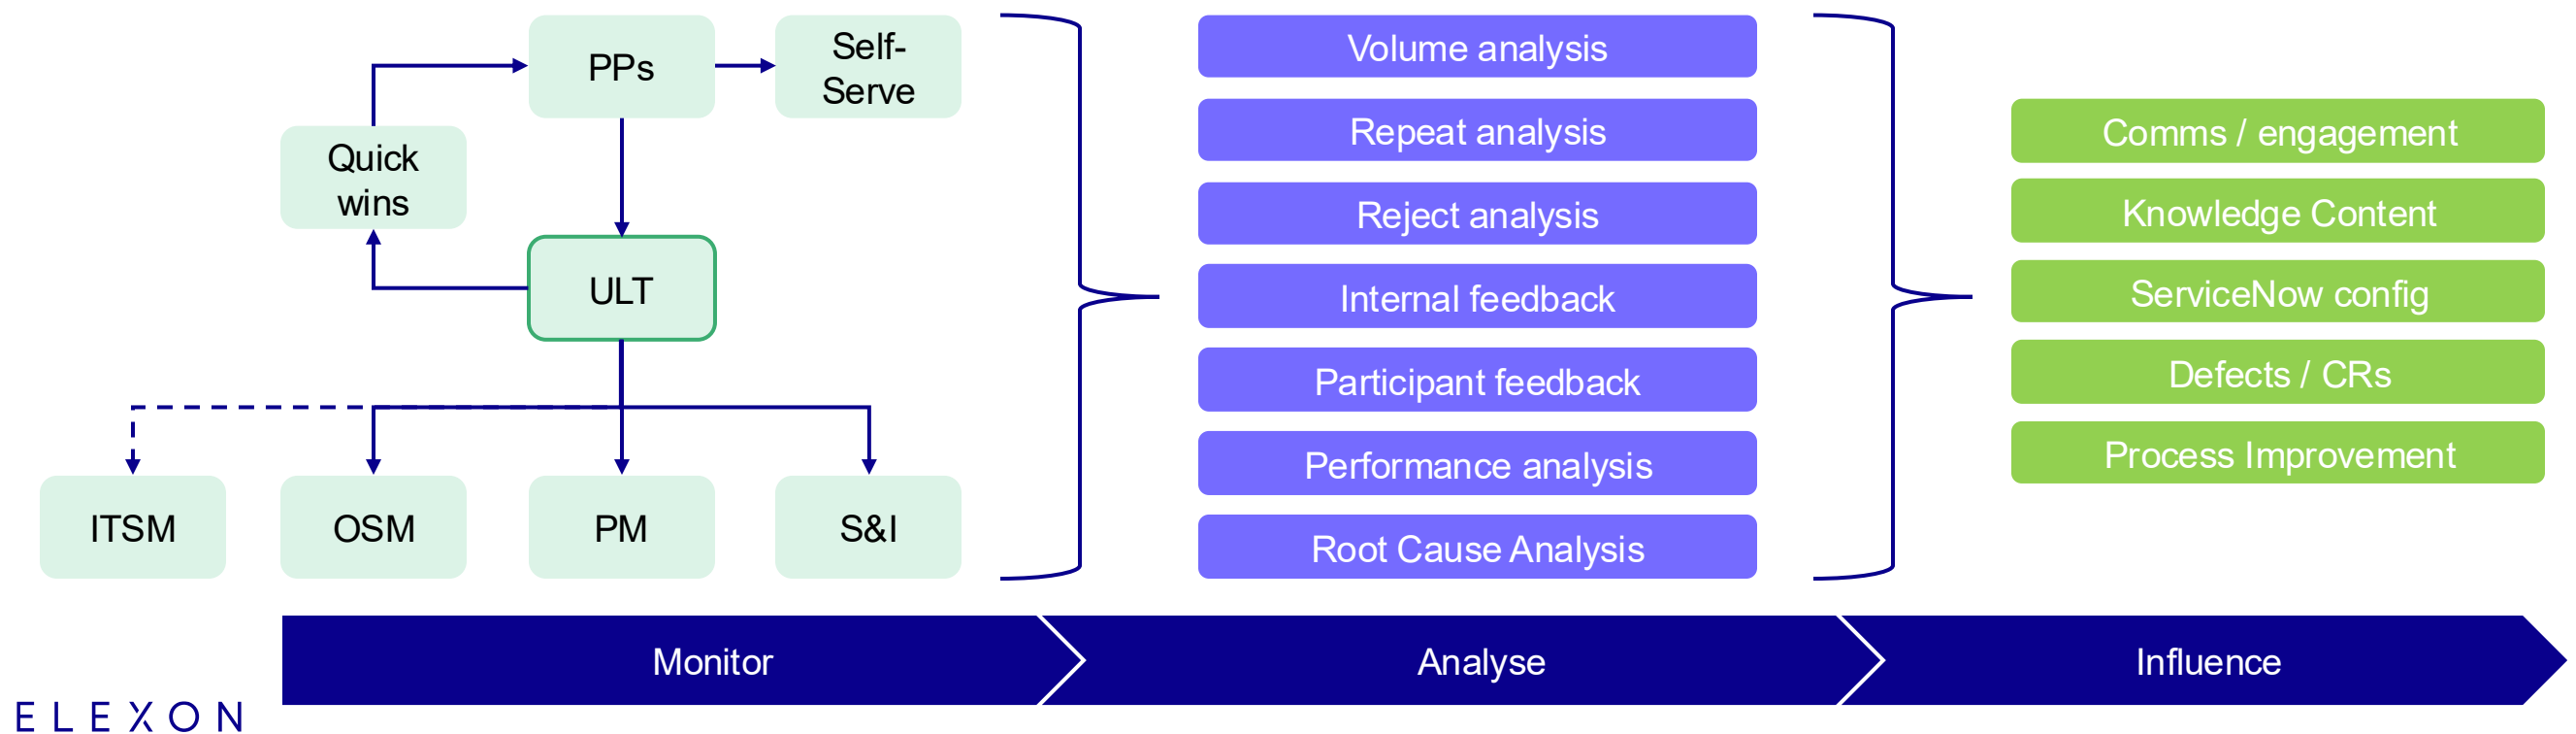 PPs
Self-
Serve
Quick
wins
ULT
ITSM
OSM
PM
S&I
Volume analysis
Repeat analysis
Reject analysis
Internal feedback
Participant feedback
Performance analysis
Root Cause Analysis
Comms / engagement
Knowledge Content
ServiceNow config
Defects / CRs
Process Improvement
Monitor
Analyse
Influence
ELEXON